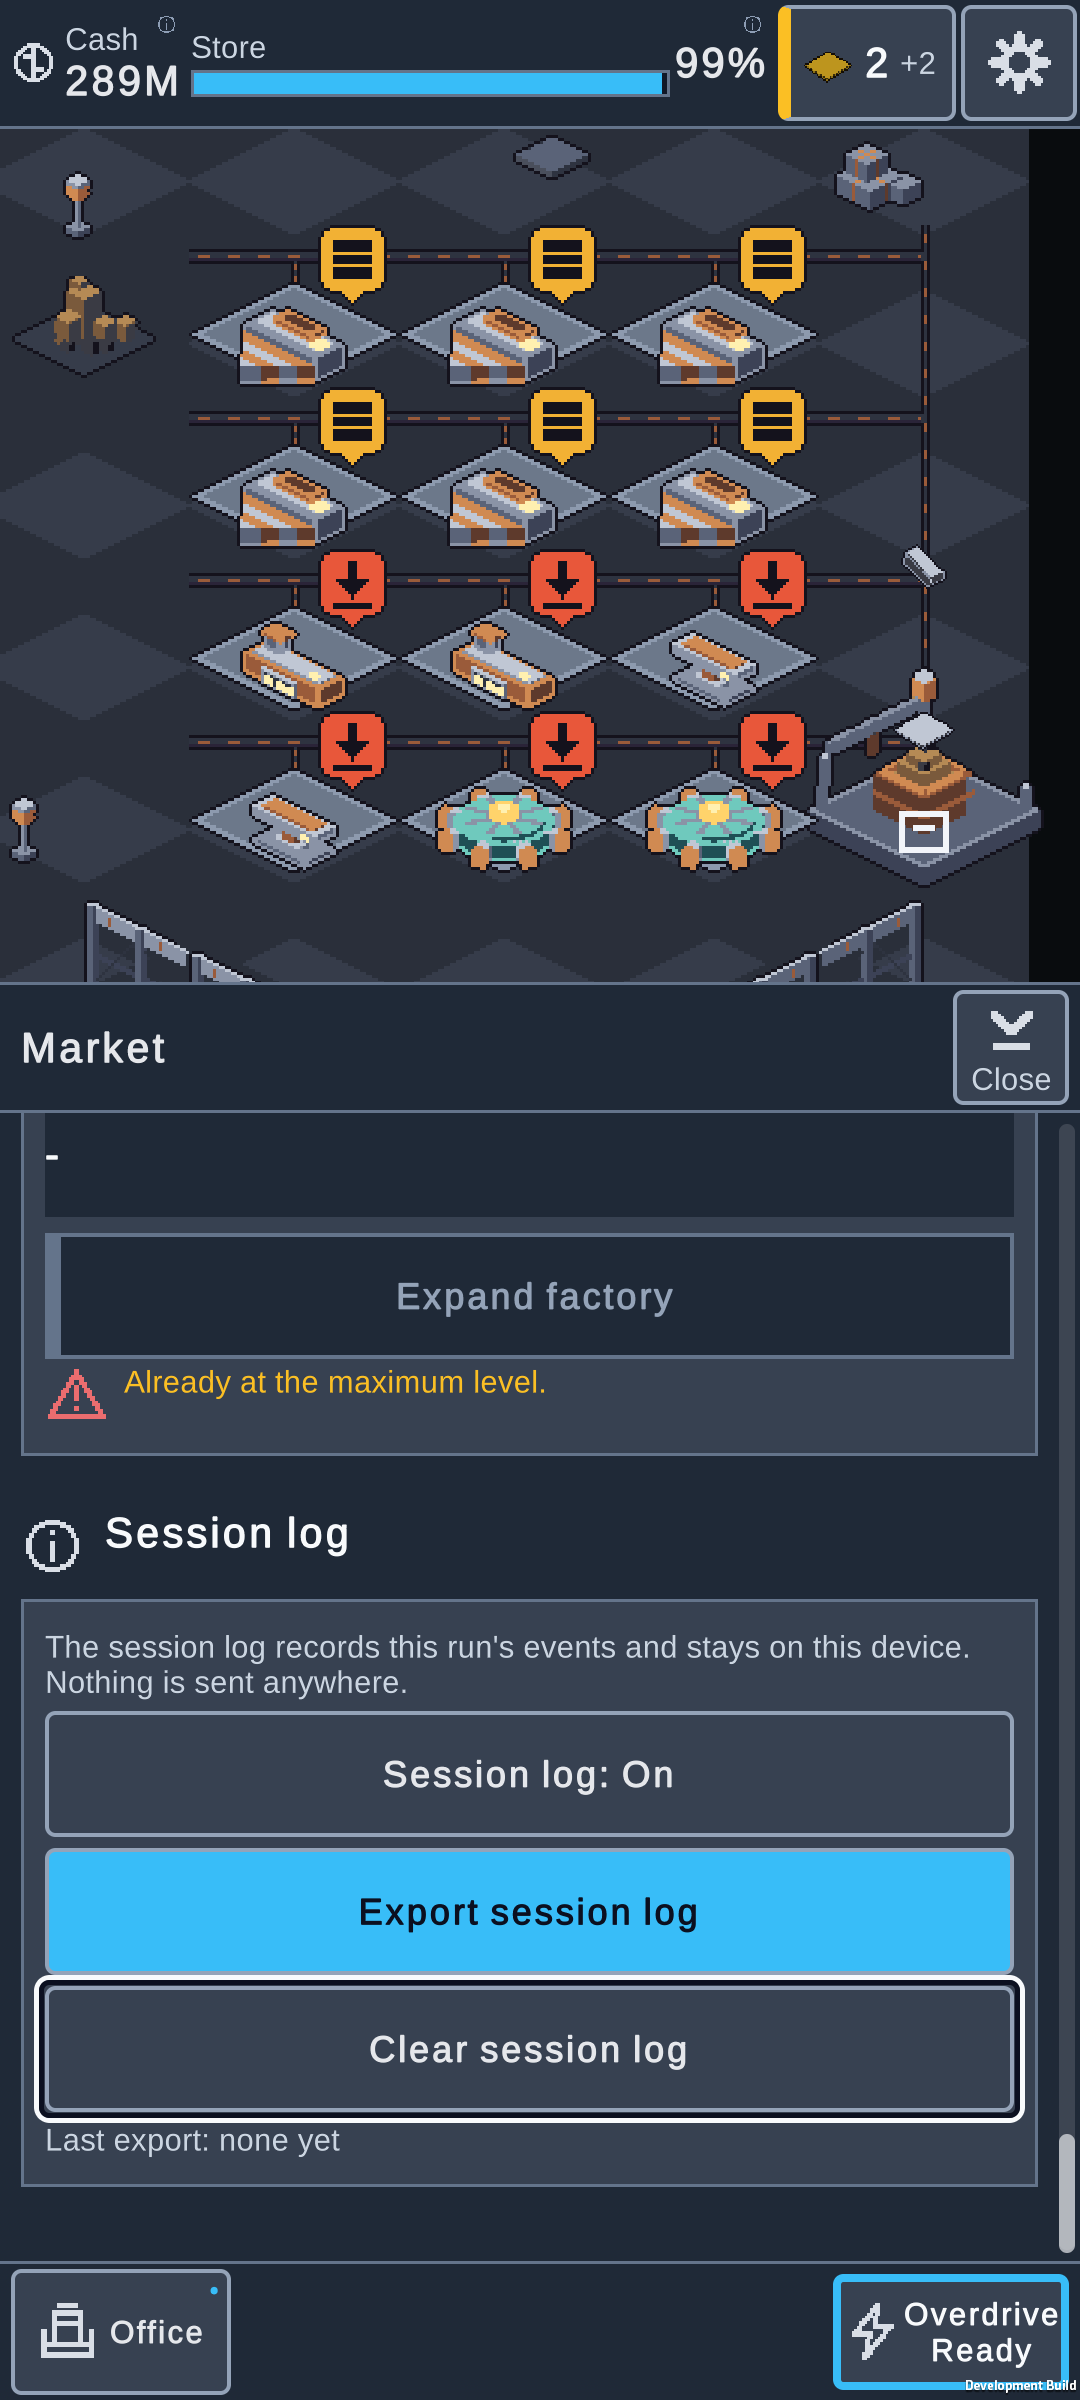 Cash
289M
Store
99%
2 +2
Market
Close
-
Expand factory
Already at the maximum level.
Session log
The session log records this run's events and stays on this device.
Nothing is sent anywhere.
Session log: On
Export session log
Clear session log
Last export: none yet
Office
Overdrive
Ready
Development Build